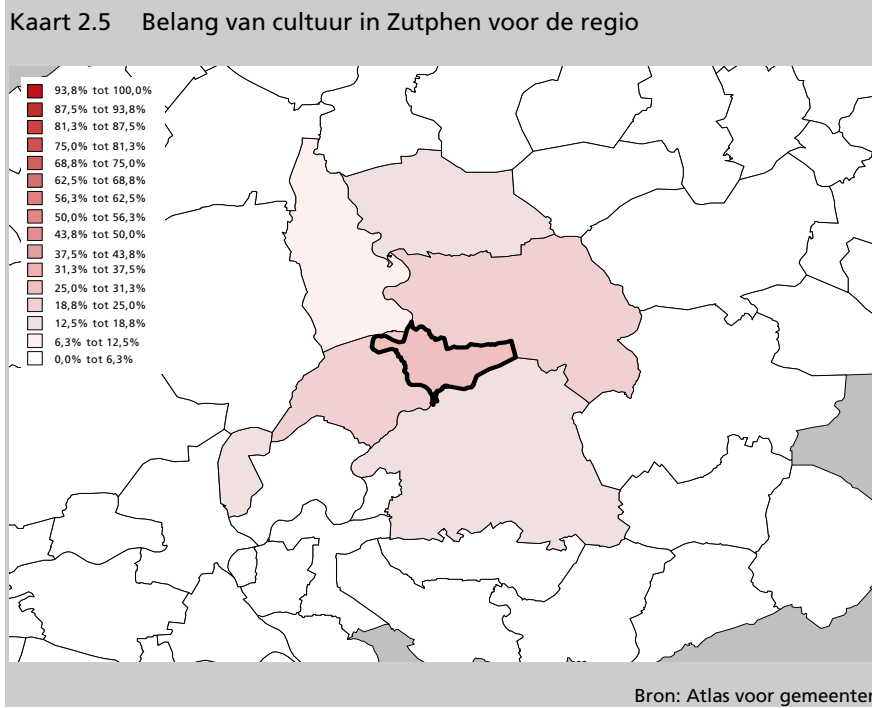 Kaart 2.5 Belang van cultuur in Zutphen voor de regio
93,8% tot 100,0%
87,5% tot 93,8%
81,3% tot 87,5%
75,0% tot 81,3%
68,8% tot 75,0%
62,5% tot 68,8%
56,3% tot 62,5%
50,0% tot 56,3%
43,8% tot 50,0%
37,5% tot 43,8%
31,3% tot 37,5%
25,0% tot 31,3%
18,8% tot 25,0%
12,5% tot 18,8%
6,3% tot 12,5%
0,0% tot 6,3%
Bron: Atlas voor gemeenten